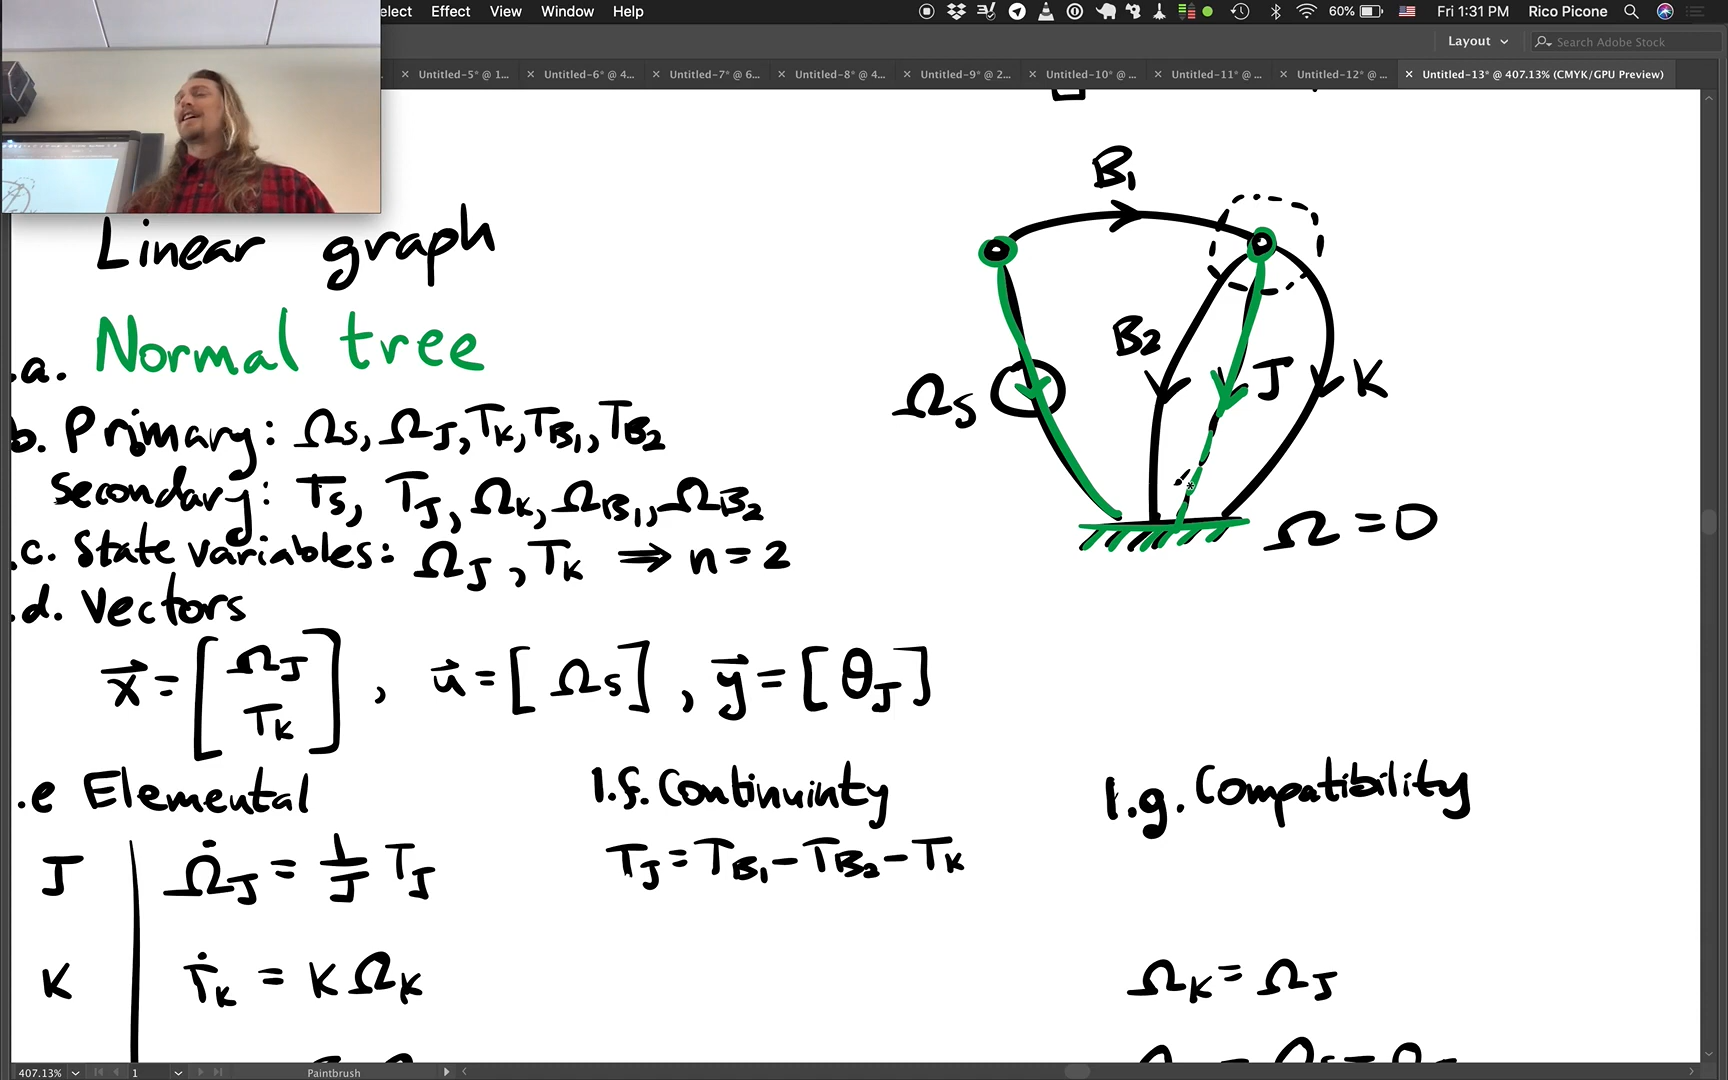 elect Effect View Window Help 60% Fri 1:31 PM Rico Picone
Layout Search Adobe Stock
Untitled-5* @ 1... Untitled-6* @ 4... Untitled-7* @ 6... Untitled-8* @ 4... Untitled-9* @ 2... Untitled-10* @ ... Untitled-11* @ ... Untitled-12* @ ... Untitled-13* @ 407.13% (CMYK/GPU Preview)
B₁
Linear graph
B₂
J
K
Ωs
Ω = 0
.a. Normal tree
b. Primary: Ωs, ΩJ, TK, TB₁, TB₂
Secondary: Ts, TJ, ΩK, ΩB₁, ΩB₂
.c. State variables: ΩJ, TK ⇒ n = 2
.d. Vectors
x⃗ = [ΩJ TK], u⃗ = [Ωs], y⃗ = [θJ]
.e Elemental
J Ω̇J = 1/J TJ
K ṪK = K ΩK
1.f. Continuinty
TJ = TB₁ - TB₂ - TK
1.g. Compatibility
ΩK = ΩJ
407.13% 1 Paintbrush